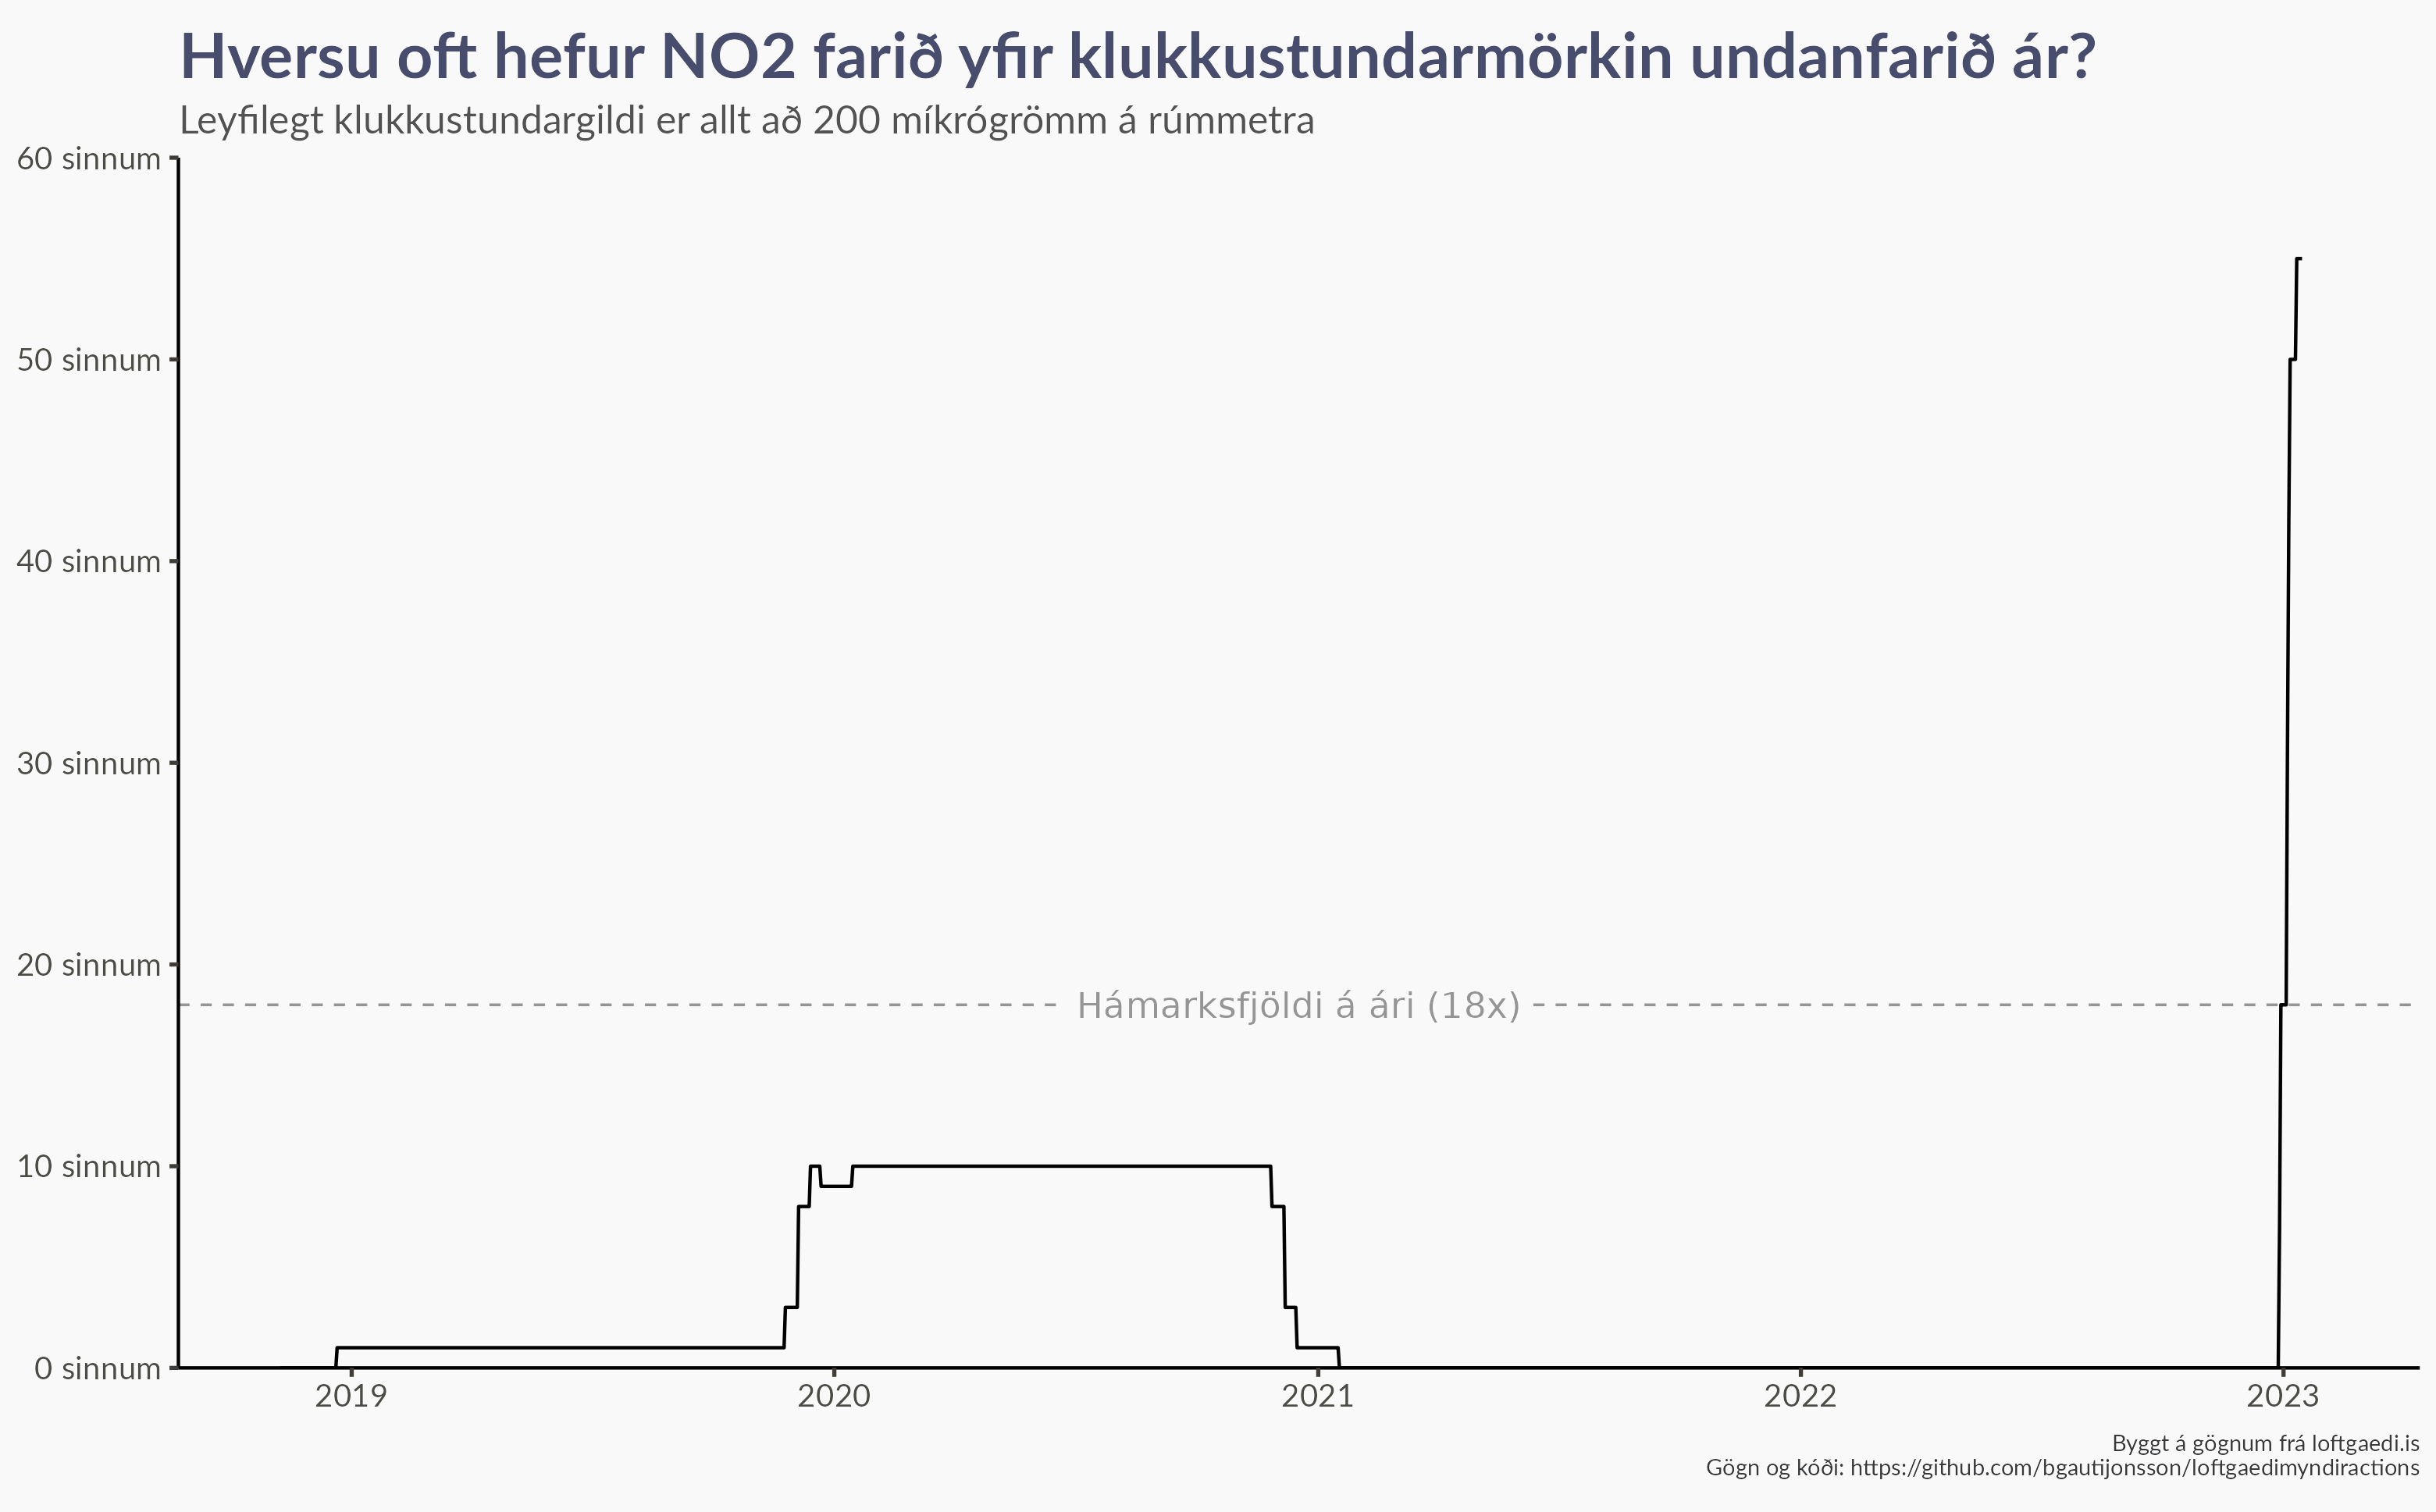 Hversu oft hefur NO2 farið yfir klukkustundarmörkin undanfarið ár?
Leyfilegt klukkustundargildi er allt að 200 míkrógrömm á rúmmetra
60 sinnum
50 sinnum
40 sinnum
30 sinnum
20 sinnum
Hámarksfjöldi á ári (18x)
10 sinnum
0 sinnum
2019 2020 2021 2022 2023
Byggt á gögnum frá loftgaedi.is
Gögn og kóði: https://github.com/bgautijonsson/loftgaedimyndiractions